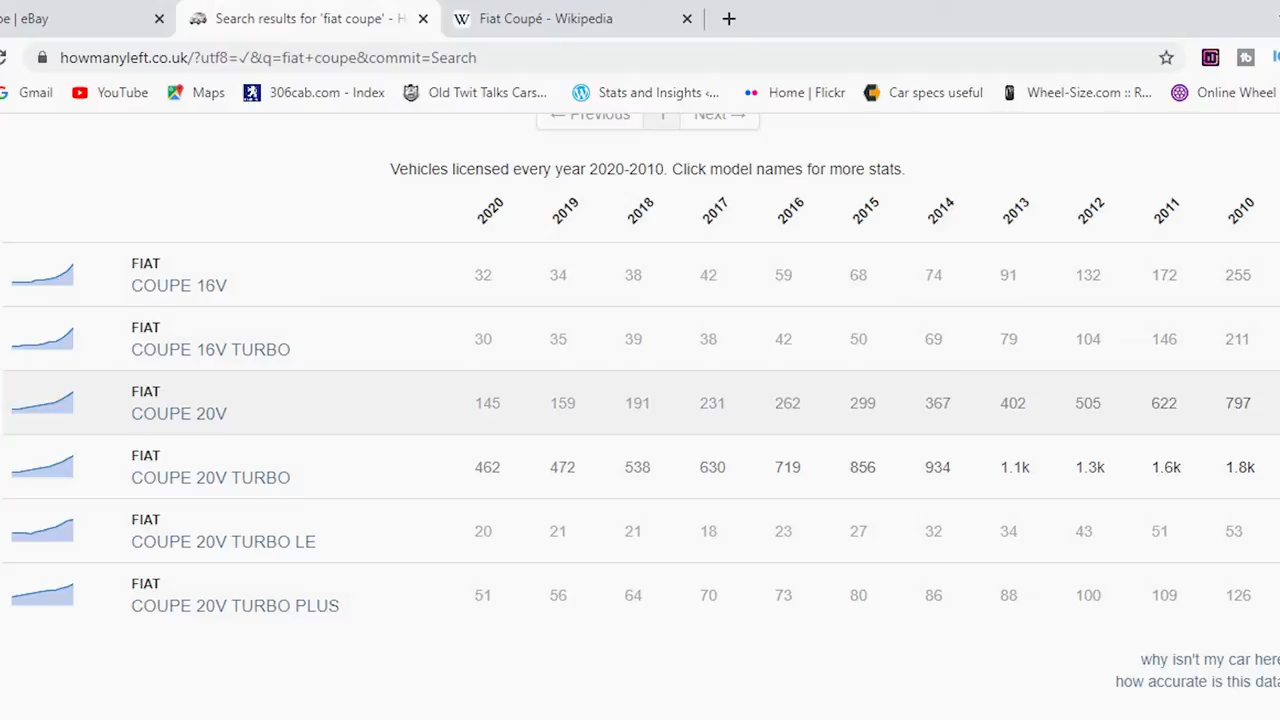 pe | eBay
Search results for 'fiat coupe' - H
Fiat Coupé - Wikipedia
howmanyleft.co.uk/?utf8=✓&q=fiat+coupe&commit=Search
Gmail YouTube Maps 306cab.com - Index Old Twit Talks Cars... Stats and Insights ‹... Home | Flickr Car specs useful Wheel-Size.com :: R... Online Wheel
← Previous 1 Next →
Vehicles licensed every year 2020-2010. Click model names for more stats.
2020 2019 2018 2017 2016 2015 2014 2013 2012 2011 2010
FIAT
COUPE 16V 32 34 38 42 59 68 74 91 132 172 255
FIAT
COUPE 16V TURBO 30 35 39 38 42 50 69 79 104 146 211
FIAT
COUPE 20V 145 159 191 231 262 299 367 402 505 622 797
FIAT
COUPE 20V TURBO 462 472 538 630 719 856 934 1.1k 1.3k 1.6k 1.8k
FIAT
COUPE 20V TURBO LE 20 21 21 18 23 27 32 34 43 51 53
FIAT
COUPE 20V TURBO PLUS 51 56 64 70 73 80 86 88 100 109 126
why isn't my car here
how accurate is this data